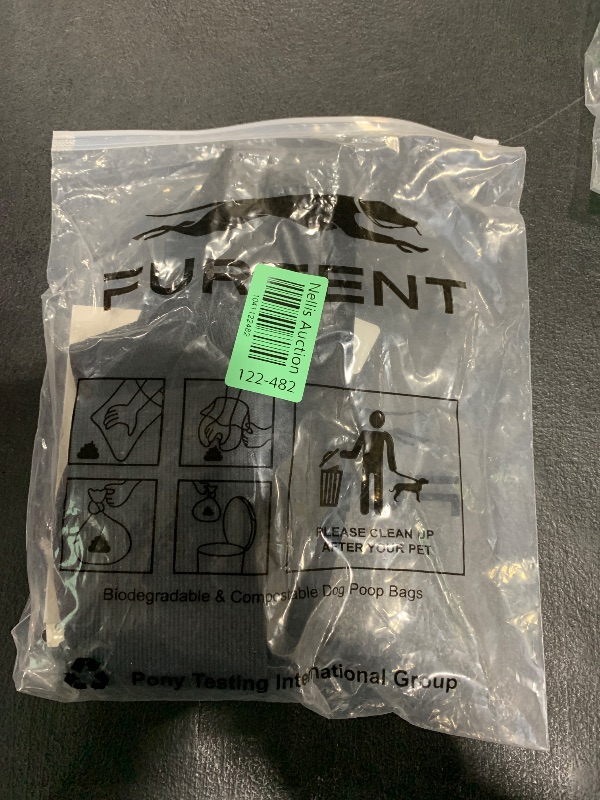 Nellis Auction
122-482
PLEASE CLEAN UP
AFTER YOUR PET
Biodegradable & Compostable Dog Poop Bags
Pony Testing International Group